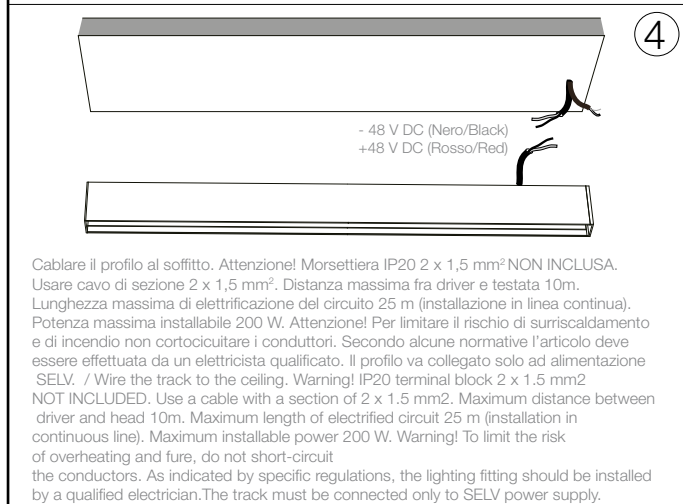 4
- 48 V DC (Nero/Black)
+48 V DC (Rosso/Red)
Cablare il profilo al soffitto. Attenzione! Morsettiera IP20 2 x 1,5 mm² NON INCLUSA.
Usare cavo di sezione 2 x 1,5 mm². Distanza massima fra driver e testata 10m.
Lunghezza massima di elettrificazione del circuito 25 m (installazione in linea continua).
Potenza massima installabile 200 W. Attenzione! Per limitare il rischio di surriscaldamento
e di incendio non cortocicuitare i conduttori. Secondo alcune normative l'articolo deve
essere effettuata da un elettricista qualificato. Il profilo va collegato solo ad alimentazione
SELV. / Wire the track to the ceiling. Warning! IP20 terminal block 2 x 1.5 mm2
NOT INCLUDED. Use a cable with a section of 2 x 1.5 mm2. Maximum distance between
driver and head 10m. Maximum length of electrified circuit 25 m (installation in
continuous line). Maximum installable power 200 W. Warning! To limit the risk
of overheating and fure, do not short-circuit
the conductors. As indicated by specific regulations, the lighting fitting should be installed
by a qualified electrician.The track must be connected only to SELV power supply.